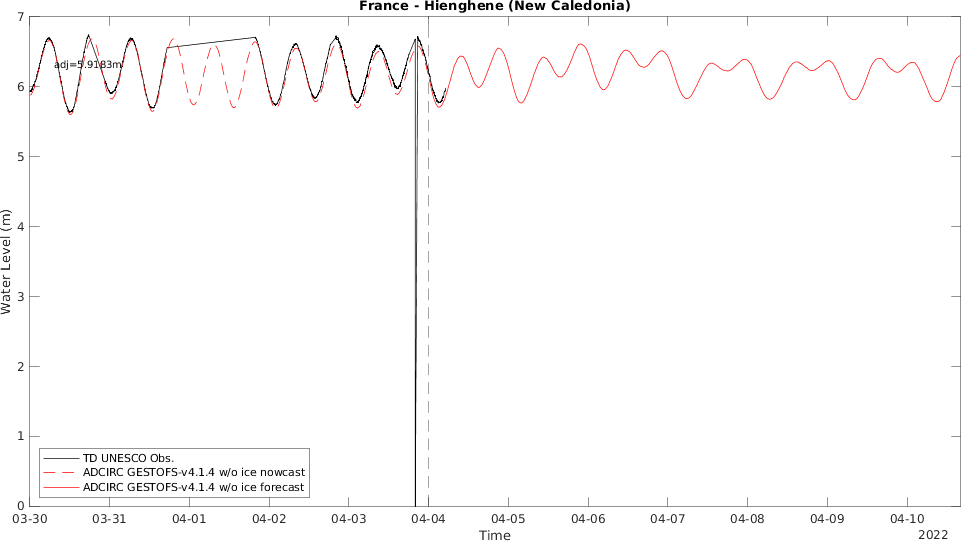 France - Hienghene (New Caledonia)
7
adj=5.9183m
6
5
4
3
2
1
0
Water Level (m)
TD UNESCO Obs.
ADCIRC GESTOFS-v4.1.4 w/o ice nowcast
ADCIRC GESTOFS-v4.1.4 w/o ice forecast
03-30 03-31 04-01 04-02 04-03 04-04 04-05 04-06 04-07 04-08 04-09 04-10
Time
2022